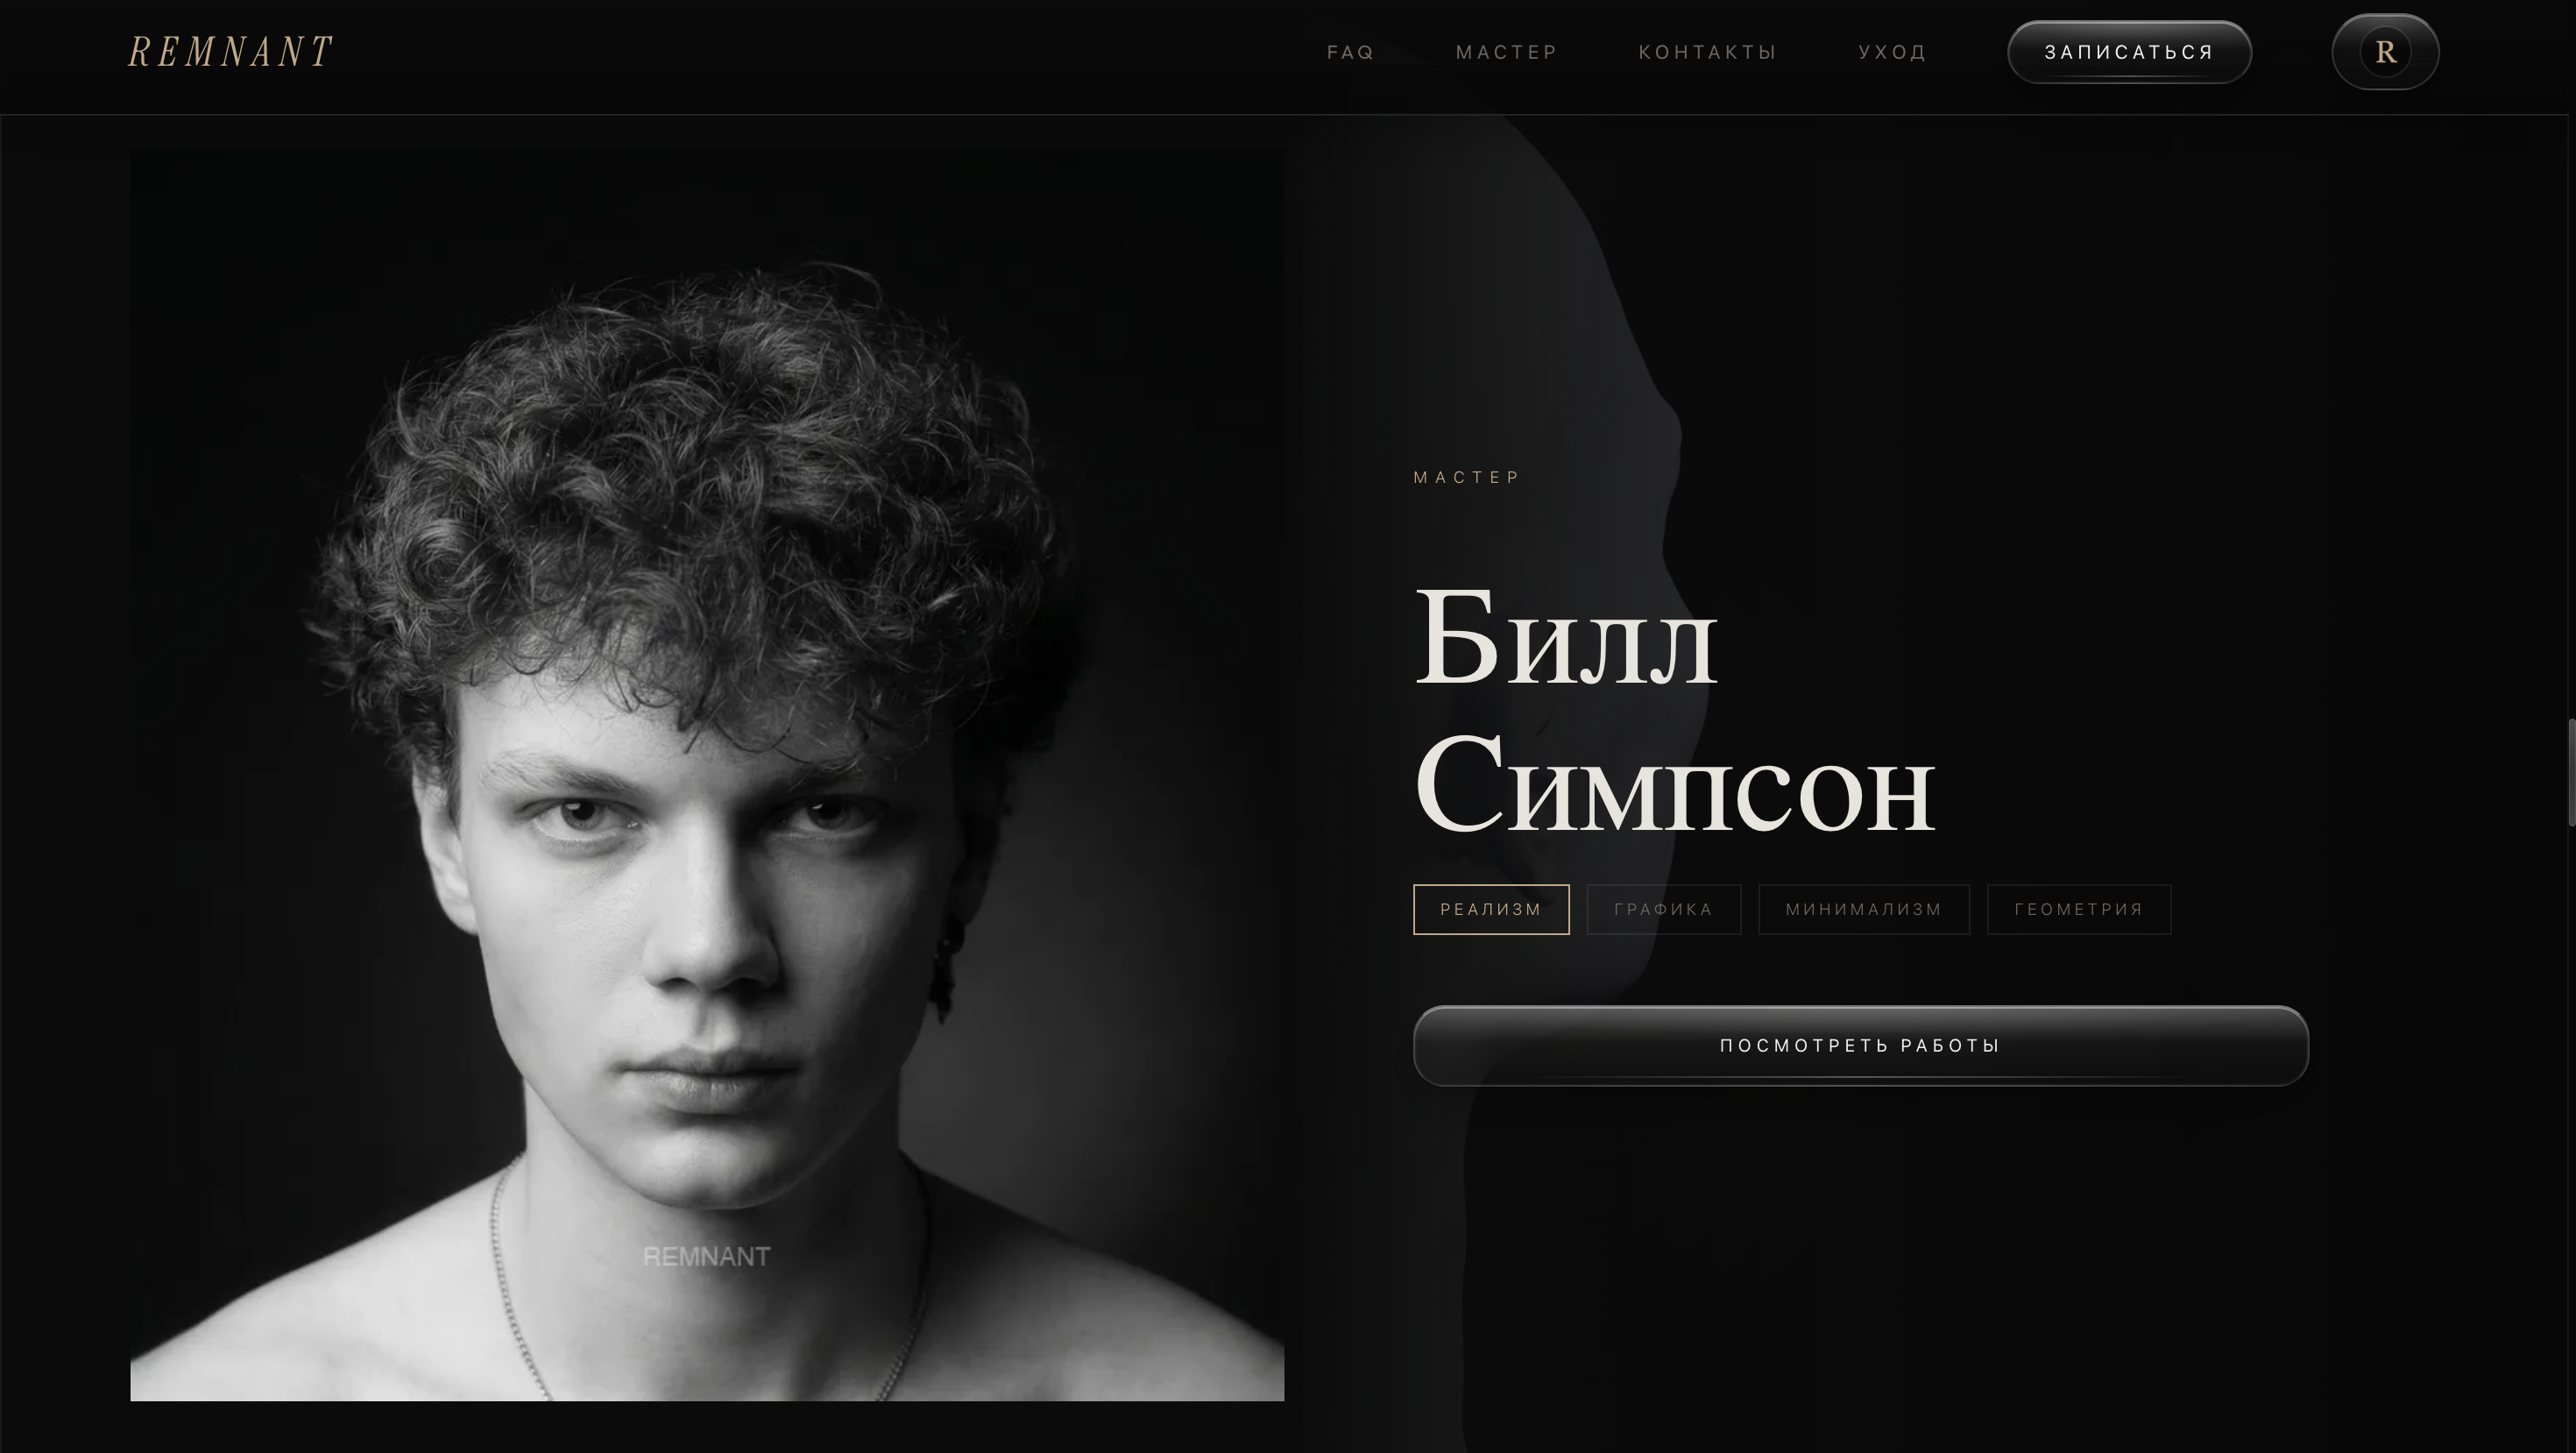 REMNANT
FAQ
МАСТЕР
КОНТАКТЫ
УХОД
ЗАПИСАТЬСЯ
R
МАСТЕР
Билл
Симпсон
РЕАЛИЗМ
ГРАФИКА
МИНИМАЛИЗМ
ГЕОМЕТРИЯ
ПОСМОТРЕТЬ РАБОТЫ
REMNANT